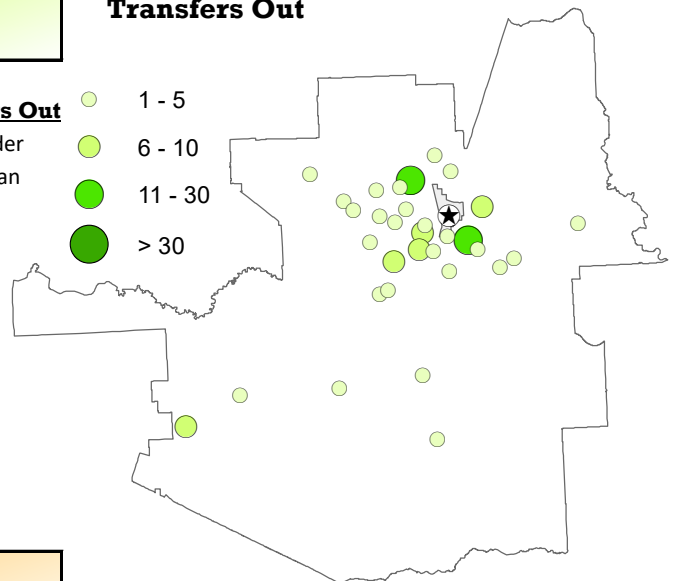 Transfers Out
s Out
der
an
1 - 5
6 - 10
11 - 30
> 30